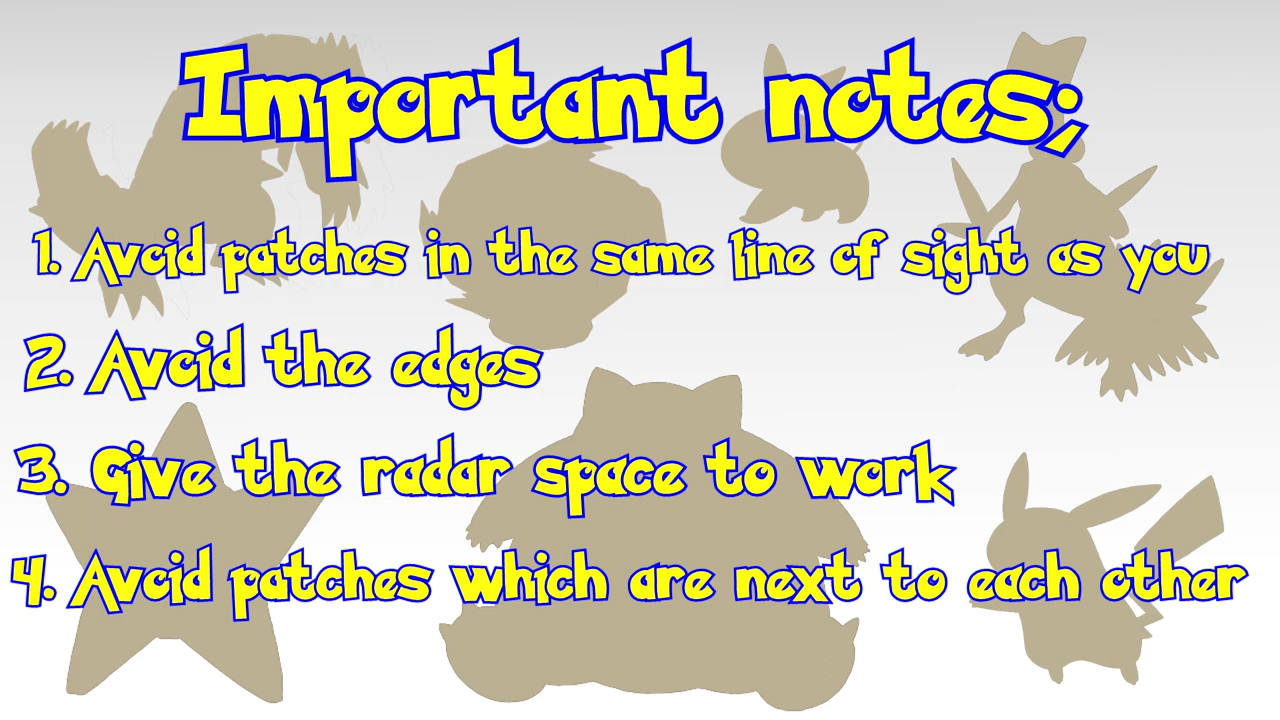 Important notes;
1. Avoid patches in the same line of sight as you
2. Avoid the edges
3. Give the radar space to work
4. Avoid patches which are next to each other